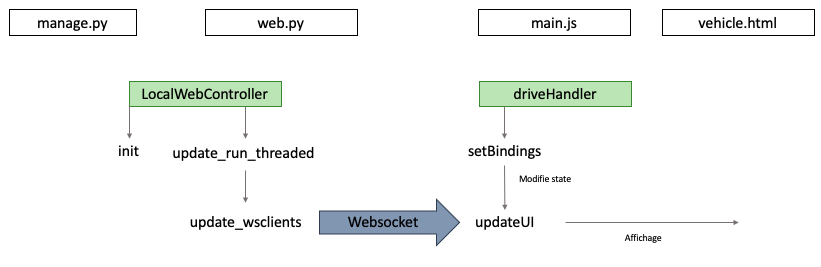 manage.py
web.py
main.js
vehicle.html
LocalWebController
driveHandler
init
update_run_threaded
setBindings
Modifie state
update_wsclients
Websocket
updateUI
Affichage